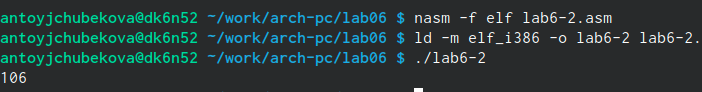 antoyjchubekova@dk6n52 ~/work/arch-pc/lab06 $ nasm -f elf lab6-2.asm
antoyjchubekova@dk6n52 ~/work/arch-pc/lab06 $ ld -m elf_i386 -o lab6-2 lab6-2.
antoyjchubekova@dk6n52 ~/work/arch-pc/lab06 $ ./lab6-2
106